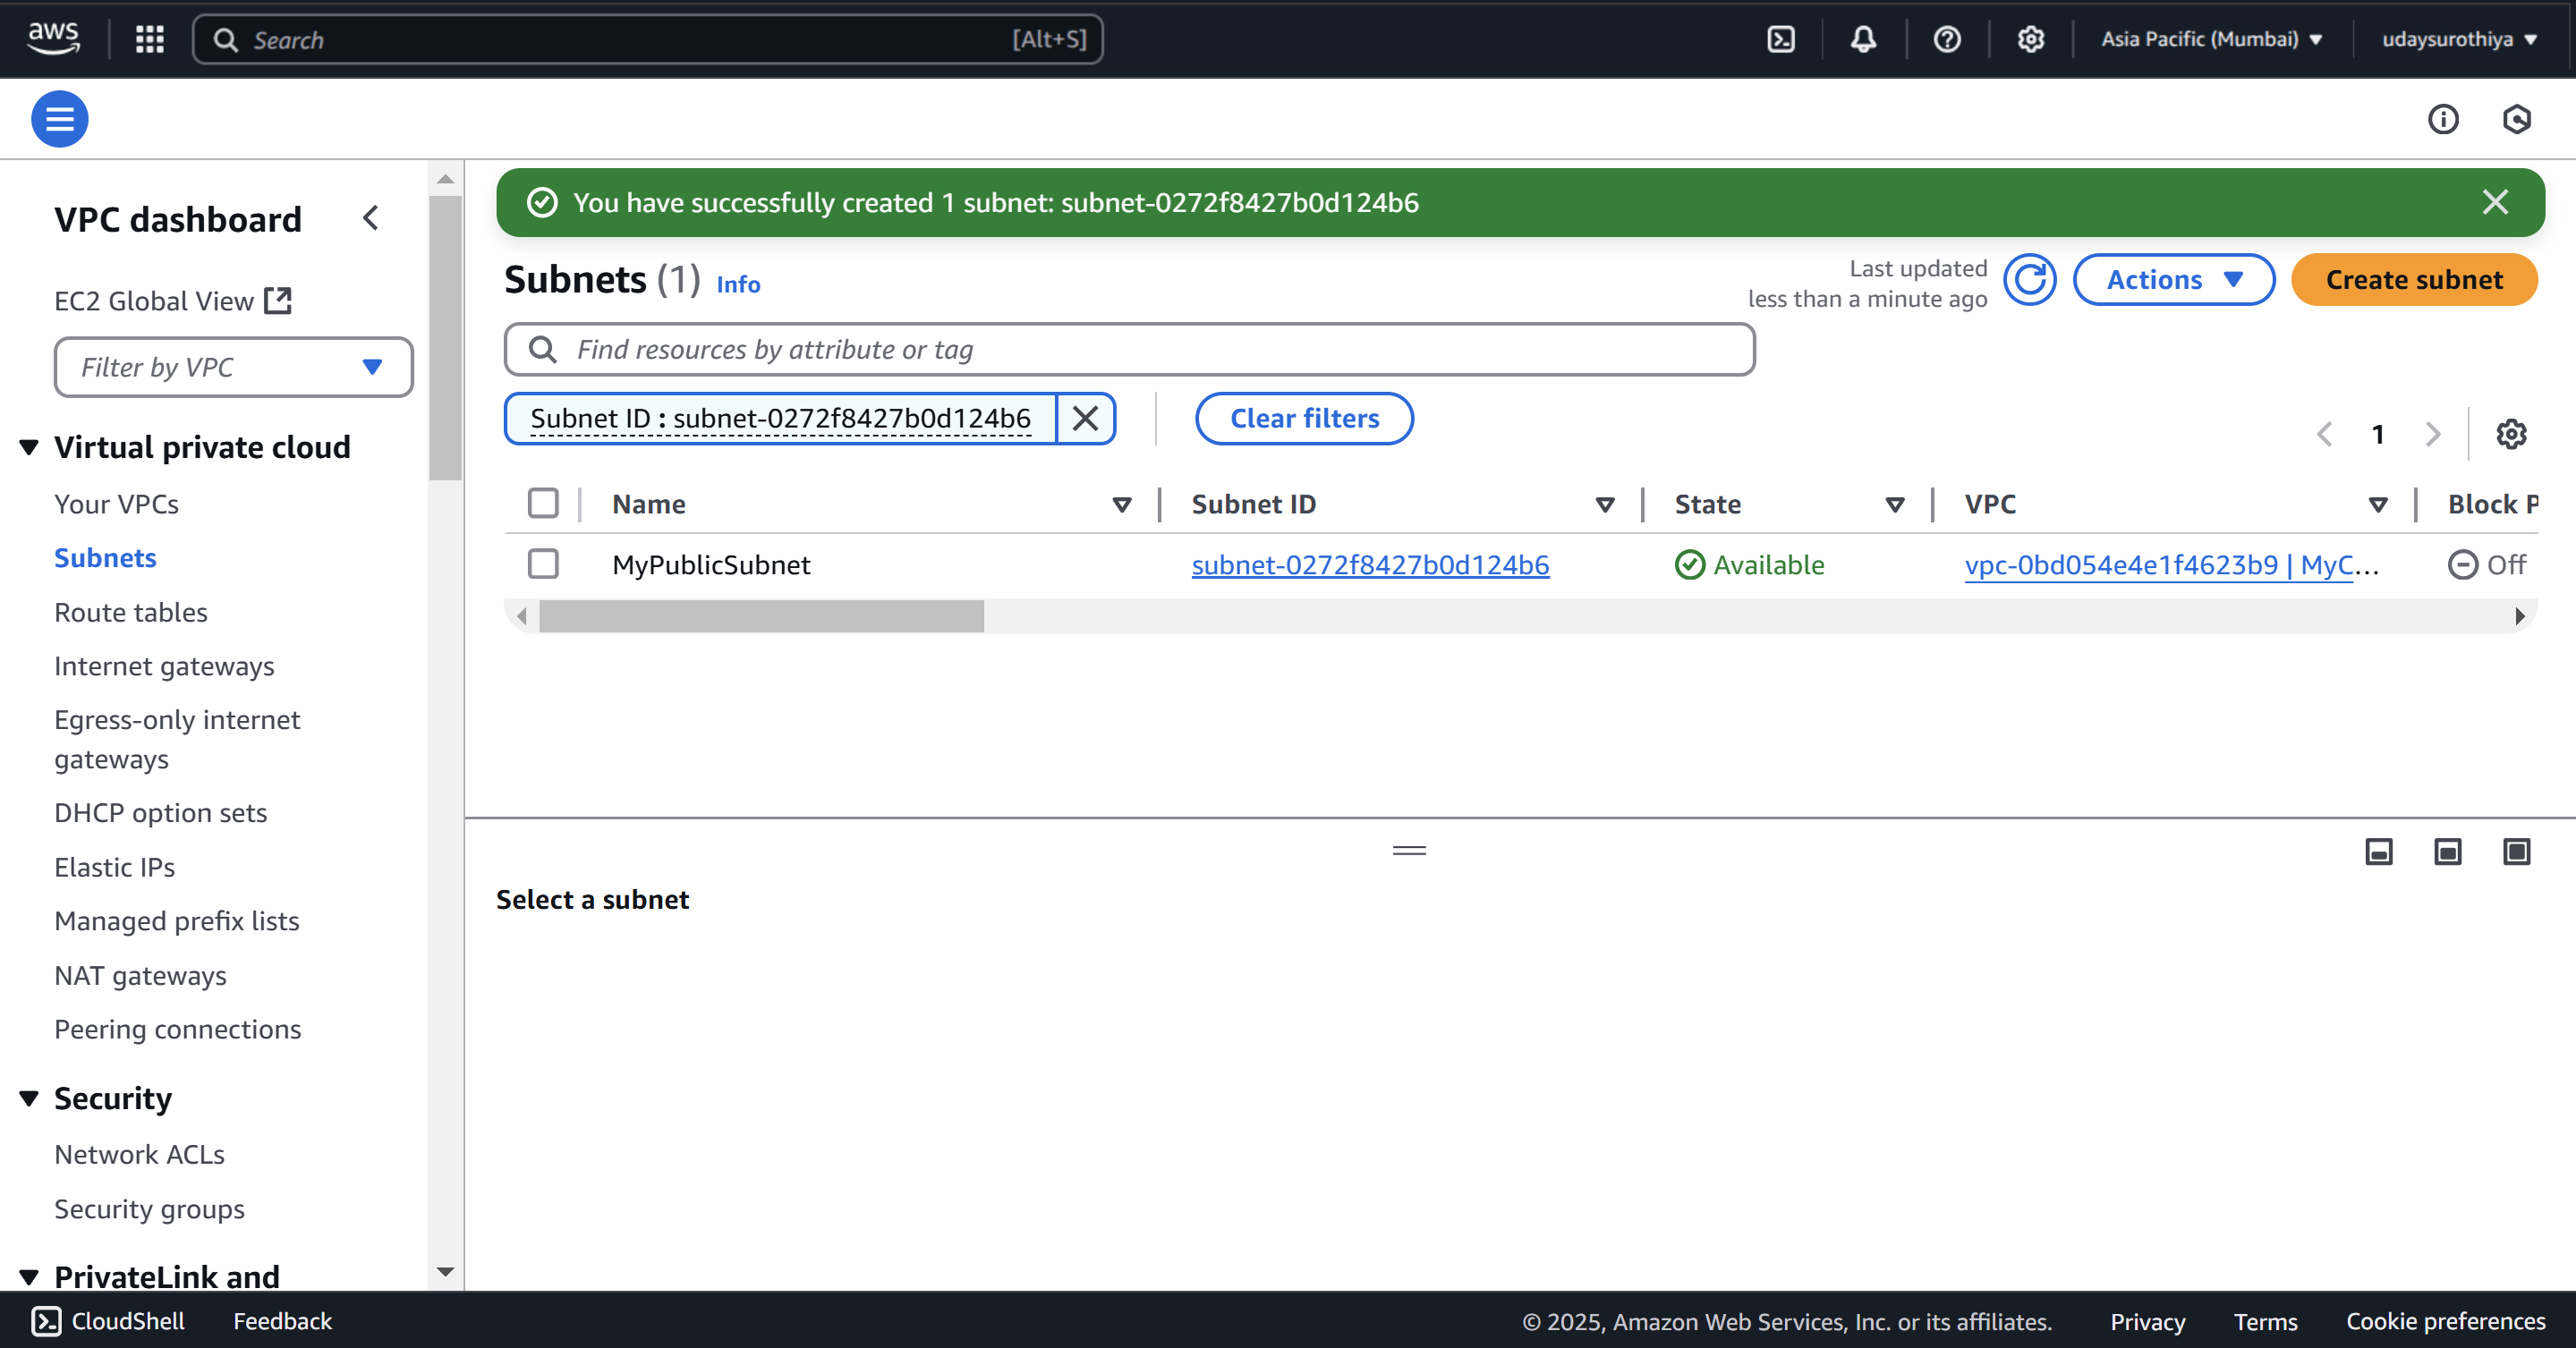 aws
Search
[Alt+S]
Asia Pacific (Mumbai)
udaysurothiya
VPC dashboard
EC2 Global View
Filter by VPC
Virtual private cloud
Your VPCs
Subnets
Route tables
Internet gateways
Egress-only internet
gateways
DHCP option sets
Elastic IPs
Managed prefix lists
NAT gateways
Peering connections
Security
Network ACLs
Security groups
PrivateLink and
You have successfully created 1 subnet: subnet-0272f8427b0d124b6
Subnets (1) Info
Last updated
less than a minute ago
Actions
Create subnet
Find resources by attribute or tag
Subnet ID : subnet-0272f8427b0d124b6
Clear filters
1
Name
Subnet ID
State
VPC
Block P
MyPublicSubnet
subnet-0272f8427b0d124b6
Available
vpc-0bd054e4e1f4623b9 | MyC...
Off
Select a subnet
CloudShell
Feedback
© 2025, Amazon Web Services, Inc. or its affiliates.
Privacy
Terms
Cookie preferences